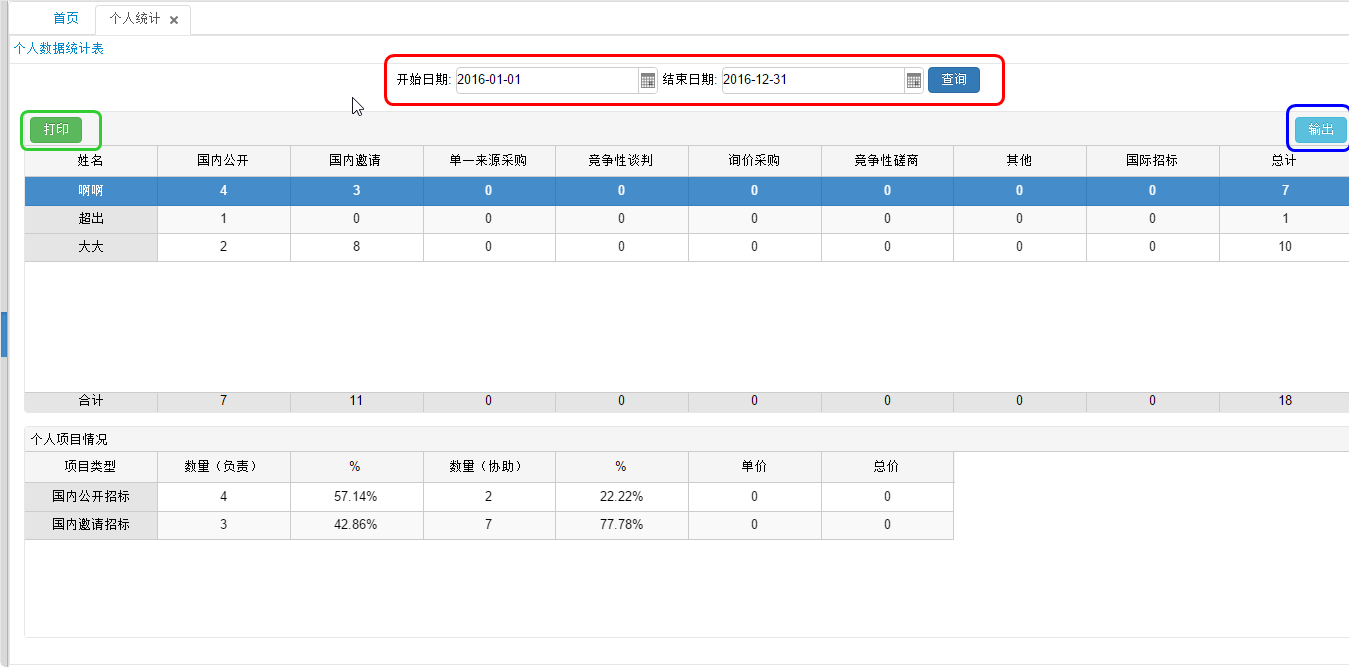 首页 个人统计
个人数据统计表
开始日期: 2016-01-01 结束日期: 2016-12-31 查询
打印 输出
姓名 国内公开 国内邀请 单一来源采购 竞争性谈判 询价采购 竞争性磋商 其他 国际招标 总计
啊啊 4 3 0 0 0 0 0 0 7
超出 1 0 0 0 0 0 0 0 1
大大 2 8 0 0 0 0 0 0 10
合计 7 11 0 0 0 0 0 0 18
个人项目情况
项目类型 数量（负责） % 数量（协助） % 单价 总价
国内公开招标 4 57.14% 2 22.22% 0 0
国内邀请招标 3 42.86% 7 77.78% 0 0